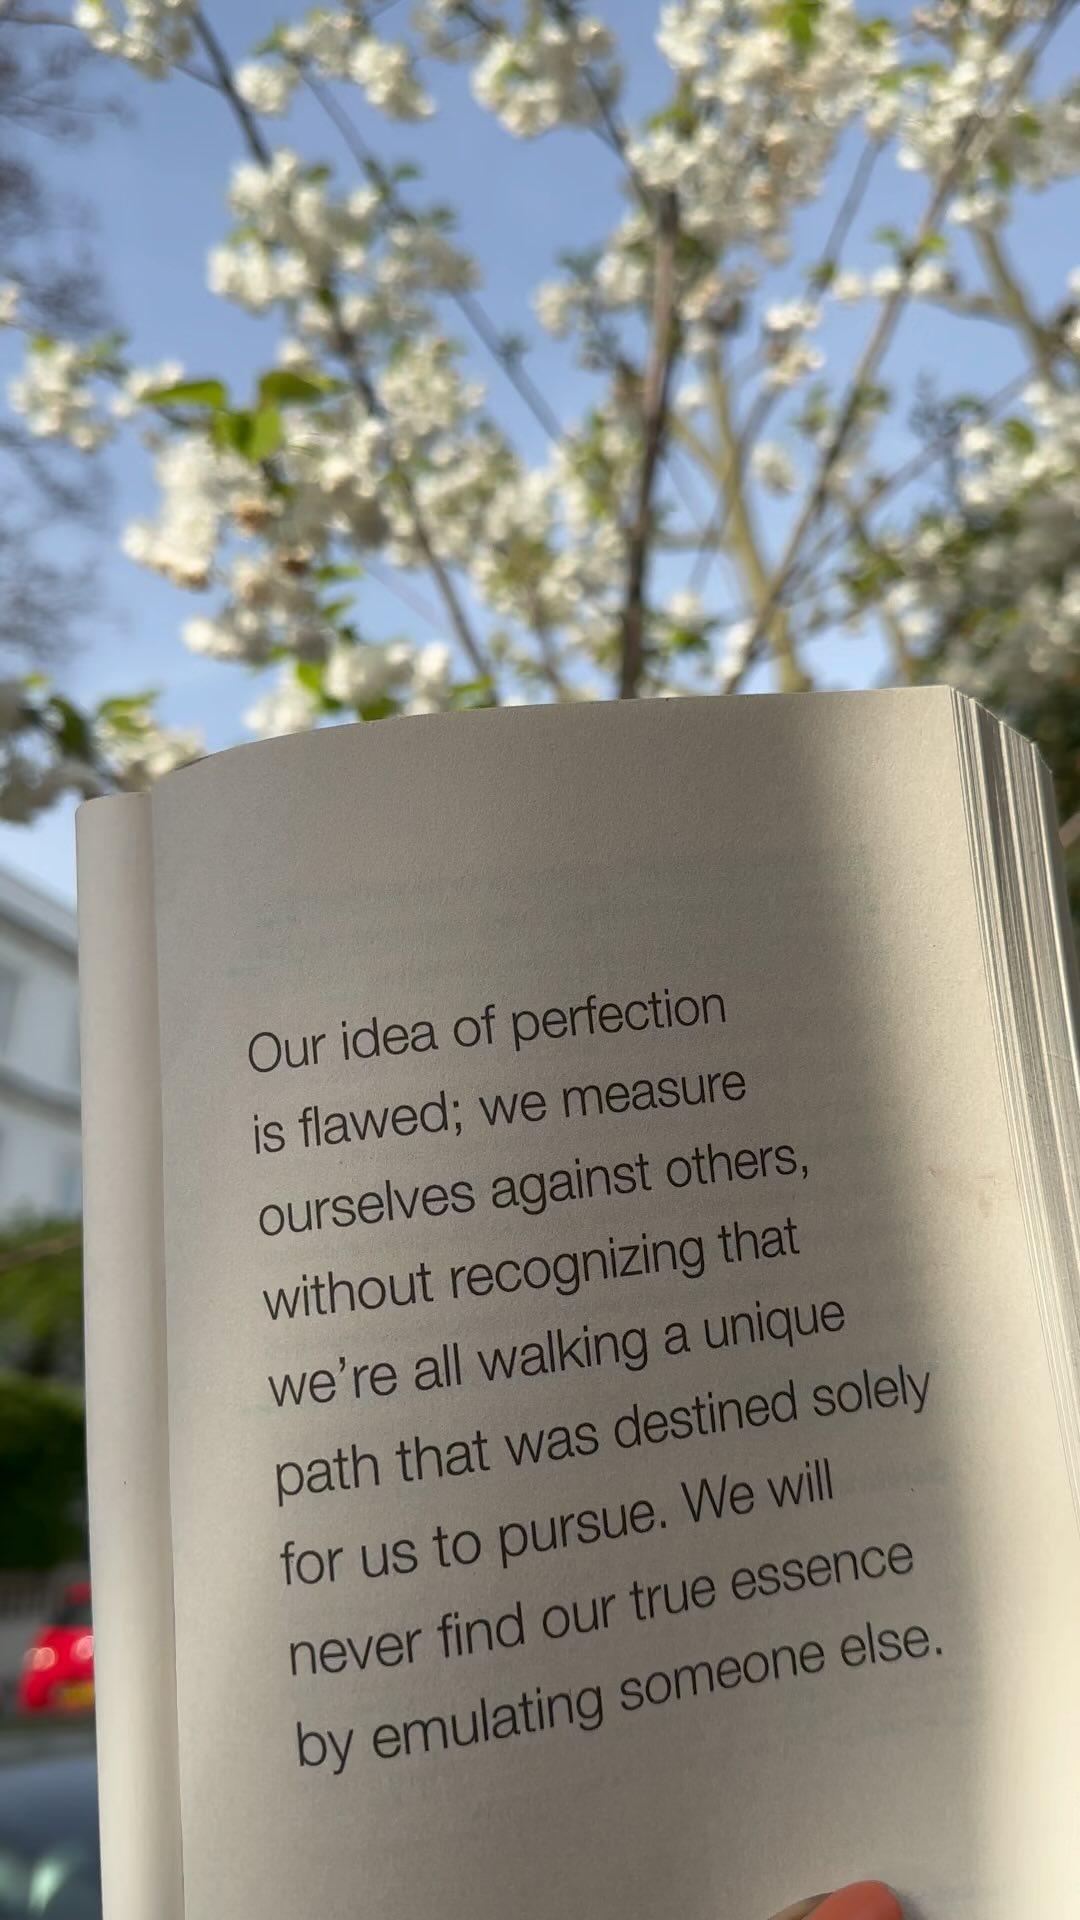 Our idea of perfection
is flawed; we measure
ourselves against others,
without recognizing that
we’re all walking a unique
path that was destined solely
for us to pursue. We will
never find our true essence
by emulating someone else.